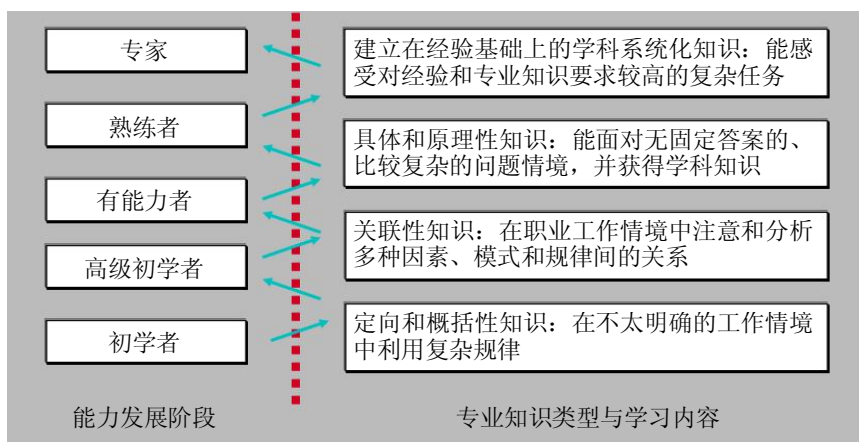 专家
建立在经验基础上的学科系统化知识：能感
受对经验和专业知识要求较高的复杂任务
熟练者
具体和原理性知识：能面对无固定答案的、
比较复杂的问题情境，并获得学科知识
有能力者
关联性知识：在职业工作情境中注意和分析
多种因素、模式和规律间的关系
高级初学者
定向和概括性知识：在不太明确的工作情境
中利用复杂规律
初学者
能力发展阶段
专业知识类型与学习内容